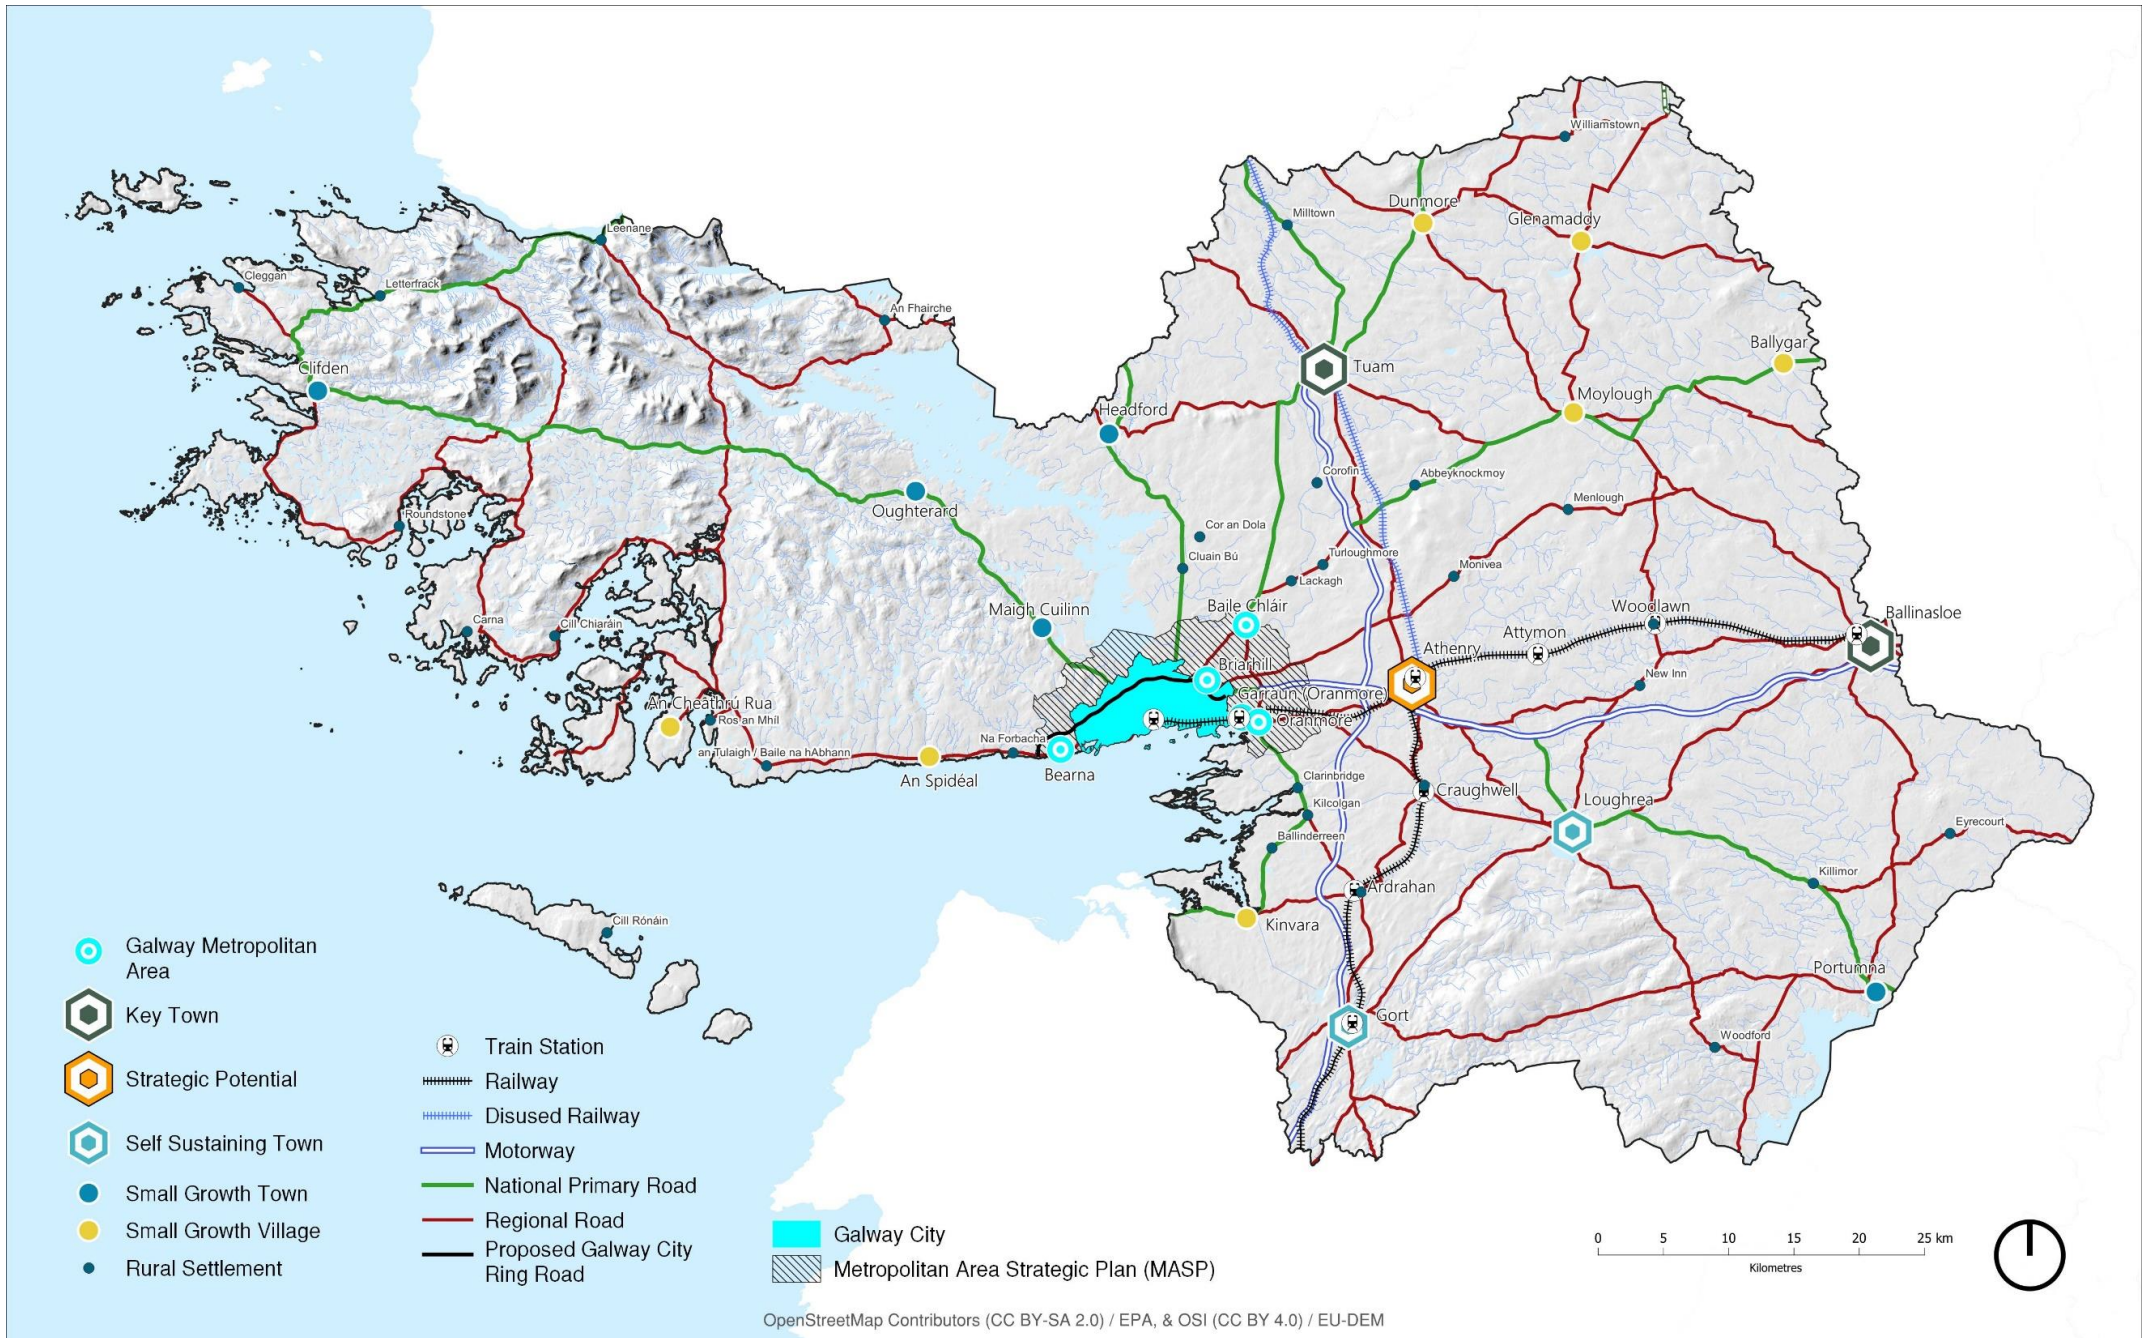 Williamstown
Dunmore
Milltown
Glenamaddy
Leenane
Cleggan
Letterfrack
An Fhairche
Ballygar
Clifden
Tuam
Moylough
Headford
Corofin
Abbeyknockmoy
Menlough
Oughterard
Roundstone
Cor an Dola
Cluain Bú
Turloughmore
Monivea
Lackagh
Maigh Cuilinn
Baile Chláir
Woodlawn
Ballinasloe
Carna
Cill Chiaráin
Attymon
Athenry
Briarhill
New Inn
Garraun (Oranmore)
An Cheathrú Rua
Ros an Mhíl
Oranmore
Na Forbacha
an Tulaigh / Baile na hAbhann
Bearna
An Spidéal
Clarinbridge
Craughwell
Kilcolgan
Loughrea
Eyrecourt
Ballinderreen
Killimor
Ardrahan
Cill Rónáin
Kinvara
Portumna
Gort
Woodford
Galway Metropolitan
Area
Key Town
Strategic Potential
Self Sustaining Town
Small Growth Town
Small Growth Village
Rural Settlement
Train Station
Railway
Disused Railway
Motorway
National Primary Road
Regional Road
Proposed Galway City
Ring Road
Galway City
Metropolitan Area Strategic Plan (MASP)
0 5 10 15 20 25 km
Kilometres
OpenStreetMap Contributors (CC BY-SA 2.0) / EPA, & OSI (CC BY 4.0) / EU-DEM